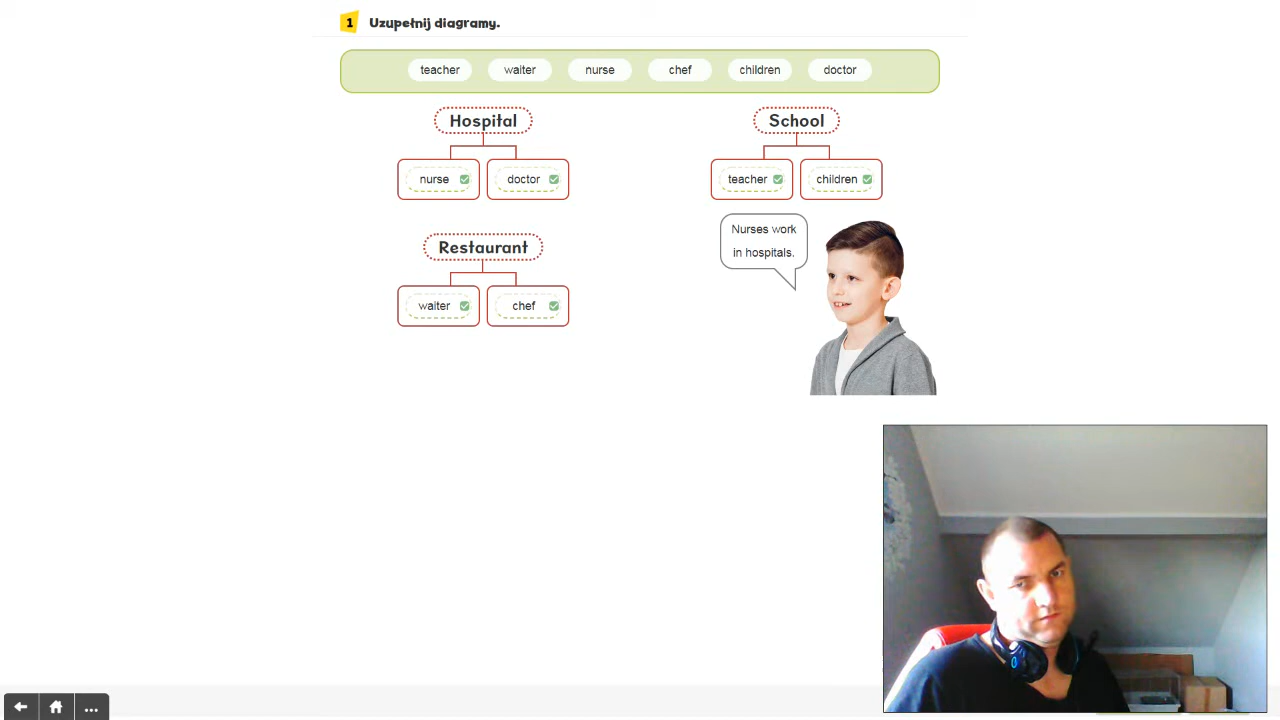 1 Uzupełnij diagramy.
teacher waiter nurse chef children doctor
Hospital School
nurse doctor teacher children
Nurses work
in hospitals.
Restaurant
waiter chef
...